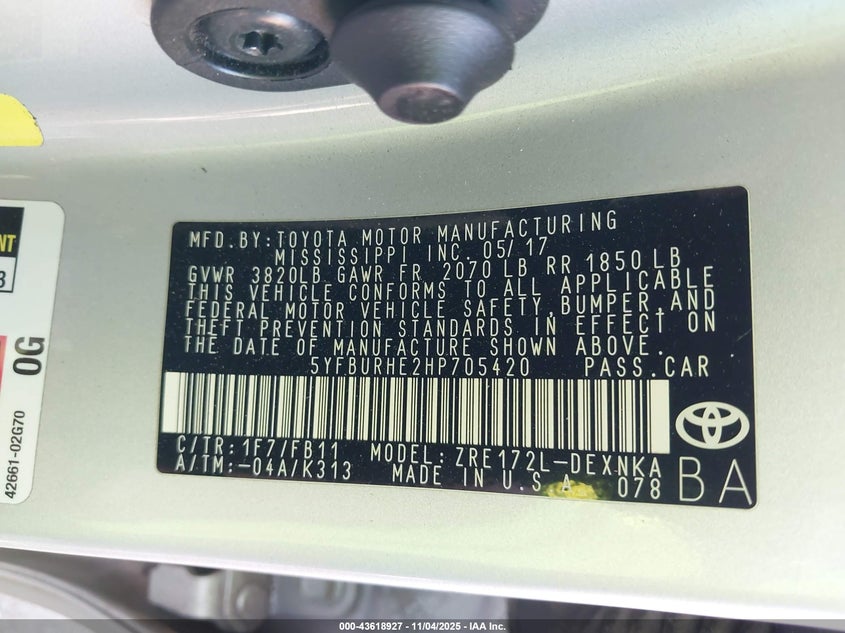 MFD. BY: TOYOTA MOTOR MANUFACTURING
MISSISSIPPI INC. 05/17
GVWR 3820LB GAWR FR 2070 LB RR 1850 LB
THIS VEHICLE CONFORMS TO ALL APPLICABLE
FEDERAL MOTOR VEHICLE SAFETY, BUMPER, AND
THEFT PREVENTION STANDARDS IN EFFECT ON
THE DATE OF MANUFACTURE SHOWN ABOVE.
5YFBURHE2HP705420 PASS. CAR
C/TR: 1F7/FB11 MODEL: ZRE172L-DEXNKA
A/TM: -04A/K313 MADE IN U.S.A 078 BA
NT
3
0G
42661-02G70
000-43618927 - 11/04/2025 - IAA Inc.